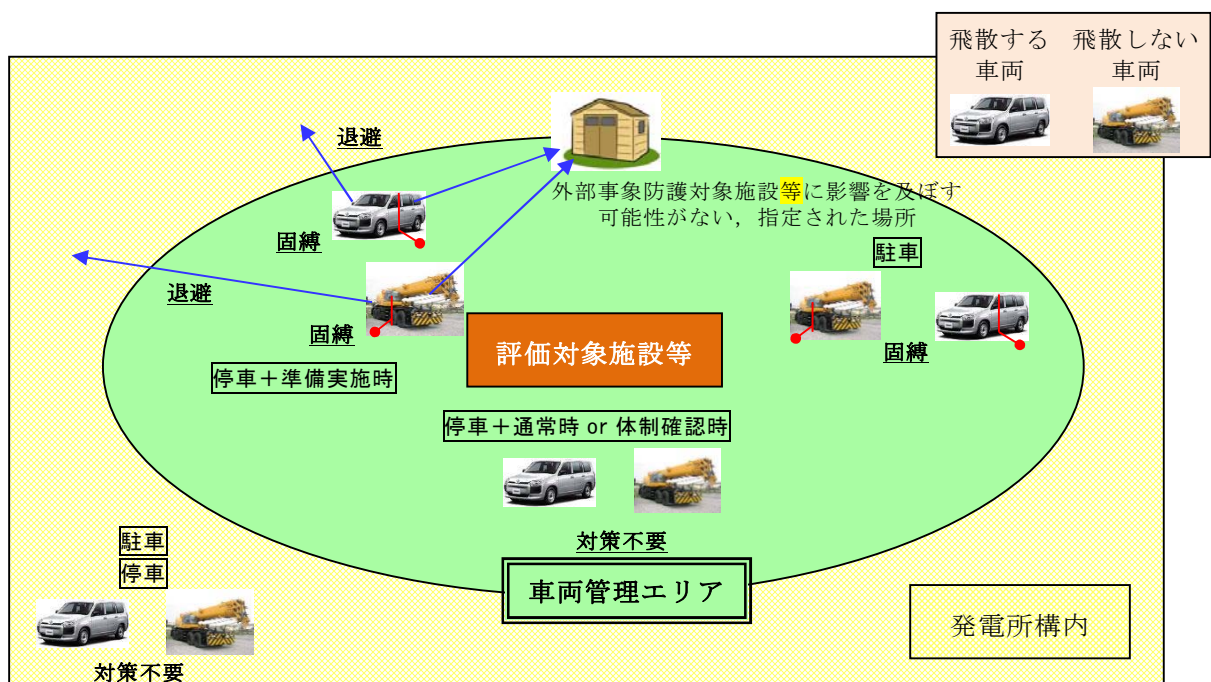 飛散する 飛散しない
車両 車両
退避
外部事象防護対象施設等に影響を及ぼす
可能性がない，指定された場所
固縛
駐車
退避
固縛
評価対象施設等
固縛
停車＋準備実施時
停車＋通常時 or 体制確認時
対策不要
駐車
停車
車両管理エリア
発電所構内
対策不要